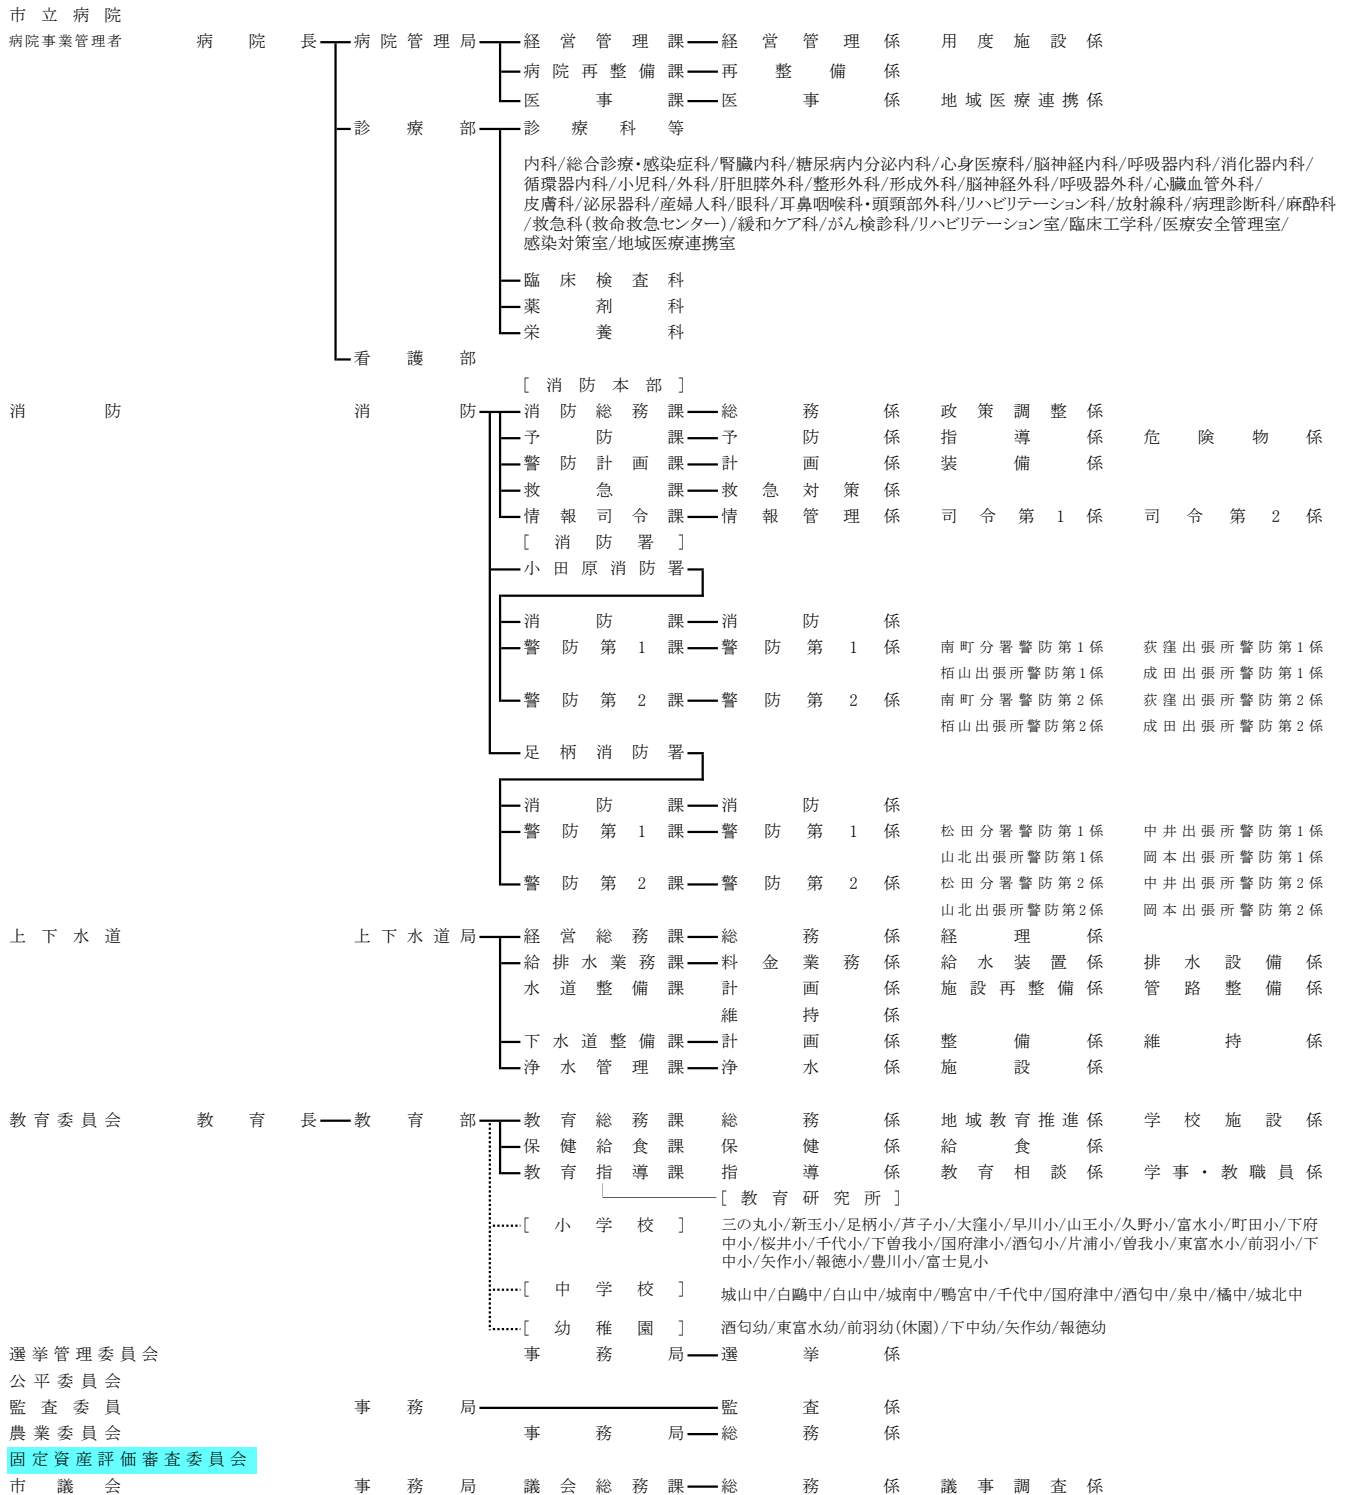 市立病院
病院事業管理者 病院長 病院管理局 経営管理課 経営管理係 用度施設係
病院再整備課 再整備係
医事課 医事係 地域医療連携係
診療部 診療科等
内科/総合診療・感染症科/腎臓内科/糖尿病内分泌内科/心身医療科/脳神経内科/呼吸器内科/消化器内科/
循環器内科/小児科/外科/肝胆膵外科/整形外科/形成外科/脳神経外科/呼吸器外科/心臓血管外科/
皮膚科/泌尿器科/産婦人科/眼科/耳鼻咽喉科・頭頸部外科/リハビリテーション科/放射線科/病理診断科/麻酔科
/救急科(救命救急センター)/緩和ケア科/がん検診科/リハビリテーション室/臨床工学科/医療安全管理室/
感染対策室/地域医療連携室
臨床検査科
薬剤科
栄養科
看護部
[消防本部]
消防 消防 消防総務課 総務係 政策調整係
予防課 予防係 指導係 危険物係
警防計画課 計画係 装備係
救急課 救急対策係
情報司令課 情報管理係 司令第1係 司令第2係
[消防署]
小田原消防署
消防課 消防係
警防第1課 警防第1係 南町分署警防第1係 荻窪出張所警防第1係
栢山出張所警防第1係 成田出張所警防第1係
警防第2課 警防第2係 南町分署警防第2係 荻窪出張所警防第2係
栢山出張所警防第2係 成田出張所警防第2係
足柄消防署
消防課 消防係
警防第1課 警防第1係 松田分署警防第1係 中井出張所警防第1係
山北出張所警防第1係 岡本出張所警防第1係
警防第2課 警防第2係 松田分署警防第2係 中井出張所警防第2係
山北出張所警防第2係 岡本出張所警防第2係
上下水道 上下水道局 経営総務課 総務係 経理係
給排水業務課 料金業務係 給水装置係 排水設備係
水道整備課 計画係 施設再整備係 管路整備係
維持係
下水道整備課 計画係 整備係 維持係
浄水管理課 浄水係 施設係
教育委員会 教育長 教育部 教育総務課 総務係 地域教育推進係 学校施設係
保健給食課 保健係 給食係
教育指導課 指導係 教育相談係 学事・教職員係
[教育研究所]
[小学校] 三の丸小/新玉小/足柄小/芦子小/大窪小/早川小/山王小/久野小/富水小/町田小/下府
中小/桜井小/千代小/下曽我小/国府津小/酒匂小/片浦小/曽我小/東富水小/前羽小/下
中小/矢作小/報徳小/豊川小/富士見小
[中学校] 城山中/白鷗中/白山中/城南中/鴨宮中/千代中/国府津中/酒匂中/泉中/橘中/城北中
[幼稚園] 酒匂幼/東富水幼/前羽幼(休園)/下中幼/矢作幼/報徳幼
選挙管理委員会 事務局 選挙係
公平委員会
監査委員 事務局 監査係
農業委員会 事務局 総務係
固定資産評価審査委員会
市議会 事務局 議会総務課 総務係 議事調査係